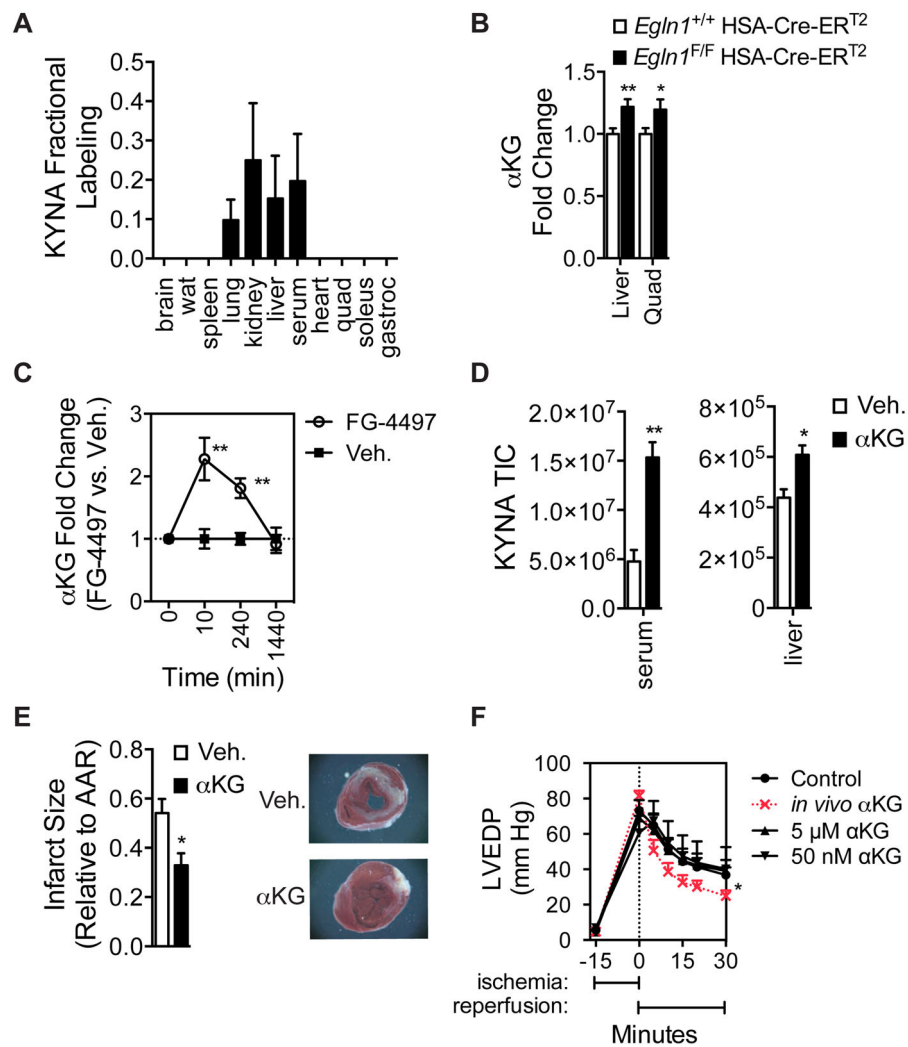 A
KYNA Fractional
Labeling
0.5
0.4
0.3
0.2
0.1
0.0
brain
wat
spleen
lung
kidney
liver
serum
heart
quad
soleus
gastroc
B
Egln1+/+ HSA-Cre-ERT2
Egln1F/F HSA-Cre-ERT2
αKG
Fold Change
1.5
1.0
0.5
0.0
** *
Liver
Quad
C
αKG Fold Change
(FG-4497 vs. Veh.)
3
2
1
0
**
**
FG-4497
Veh.
0
10
240
1440
Time (min)
D
KYNA TIC
2.0×10⁷
1.5×10⁷
1.0×10⁷
5.0×10⁶
0.0
**
serum
8×10⁵
6×10⁵
4×10⁵
2×10⁵
0
*
liver
Veh.
αKG
E
Infarct Size
(Relative to AAR)
0.8
0.6
0.4
0.2
0.0
Veh.
αKG
*
Veh.
αKG
F
LVEDP
(mm Hg)
100
80
60
40
20
0
*
Control
in vivo αKG
5 µM αKG
50 nM αKG
-15 0 15 30
ischemia:
reperfusion:
Minutes